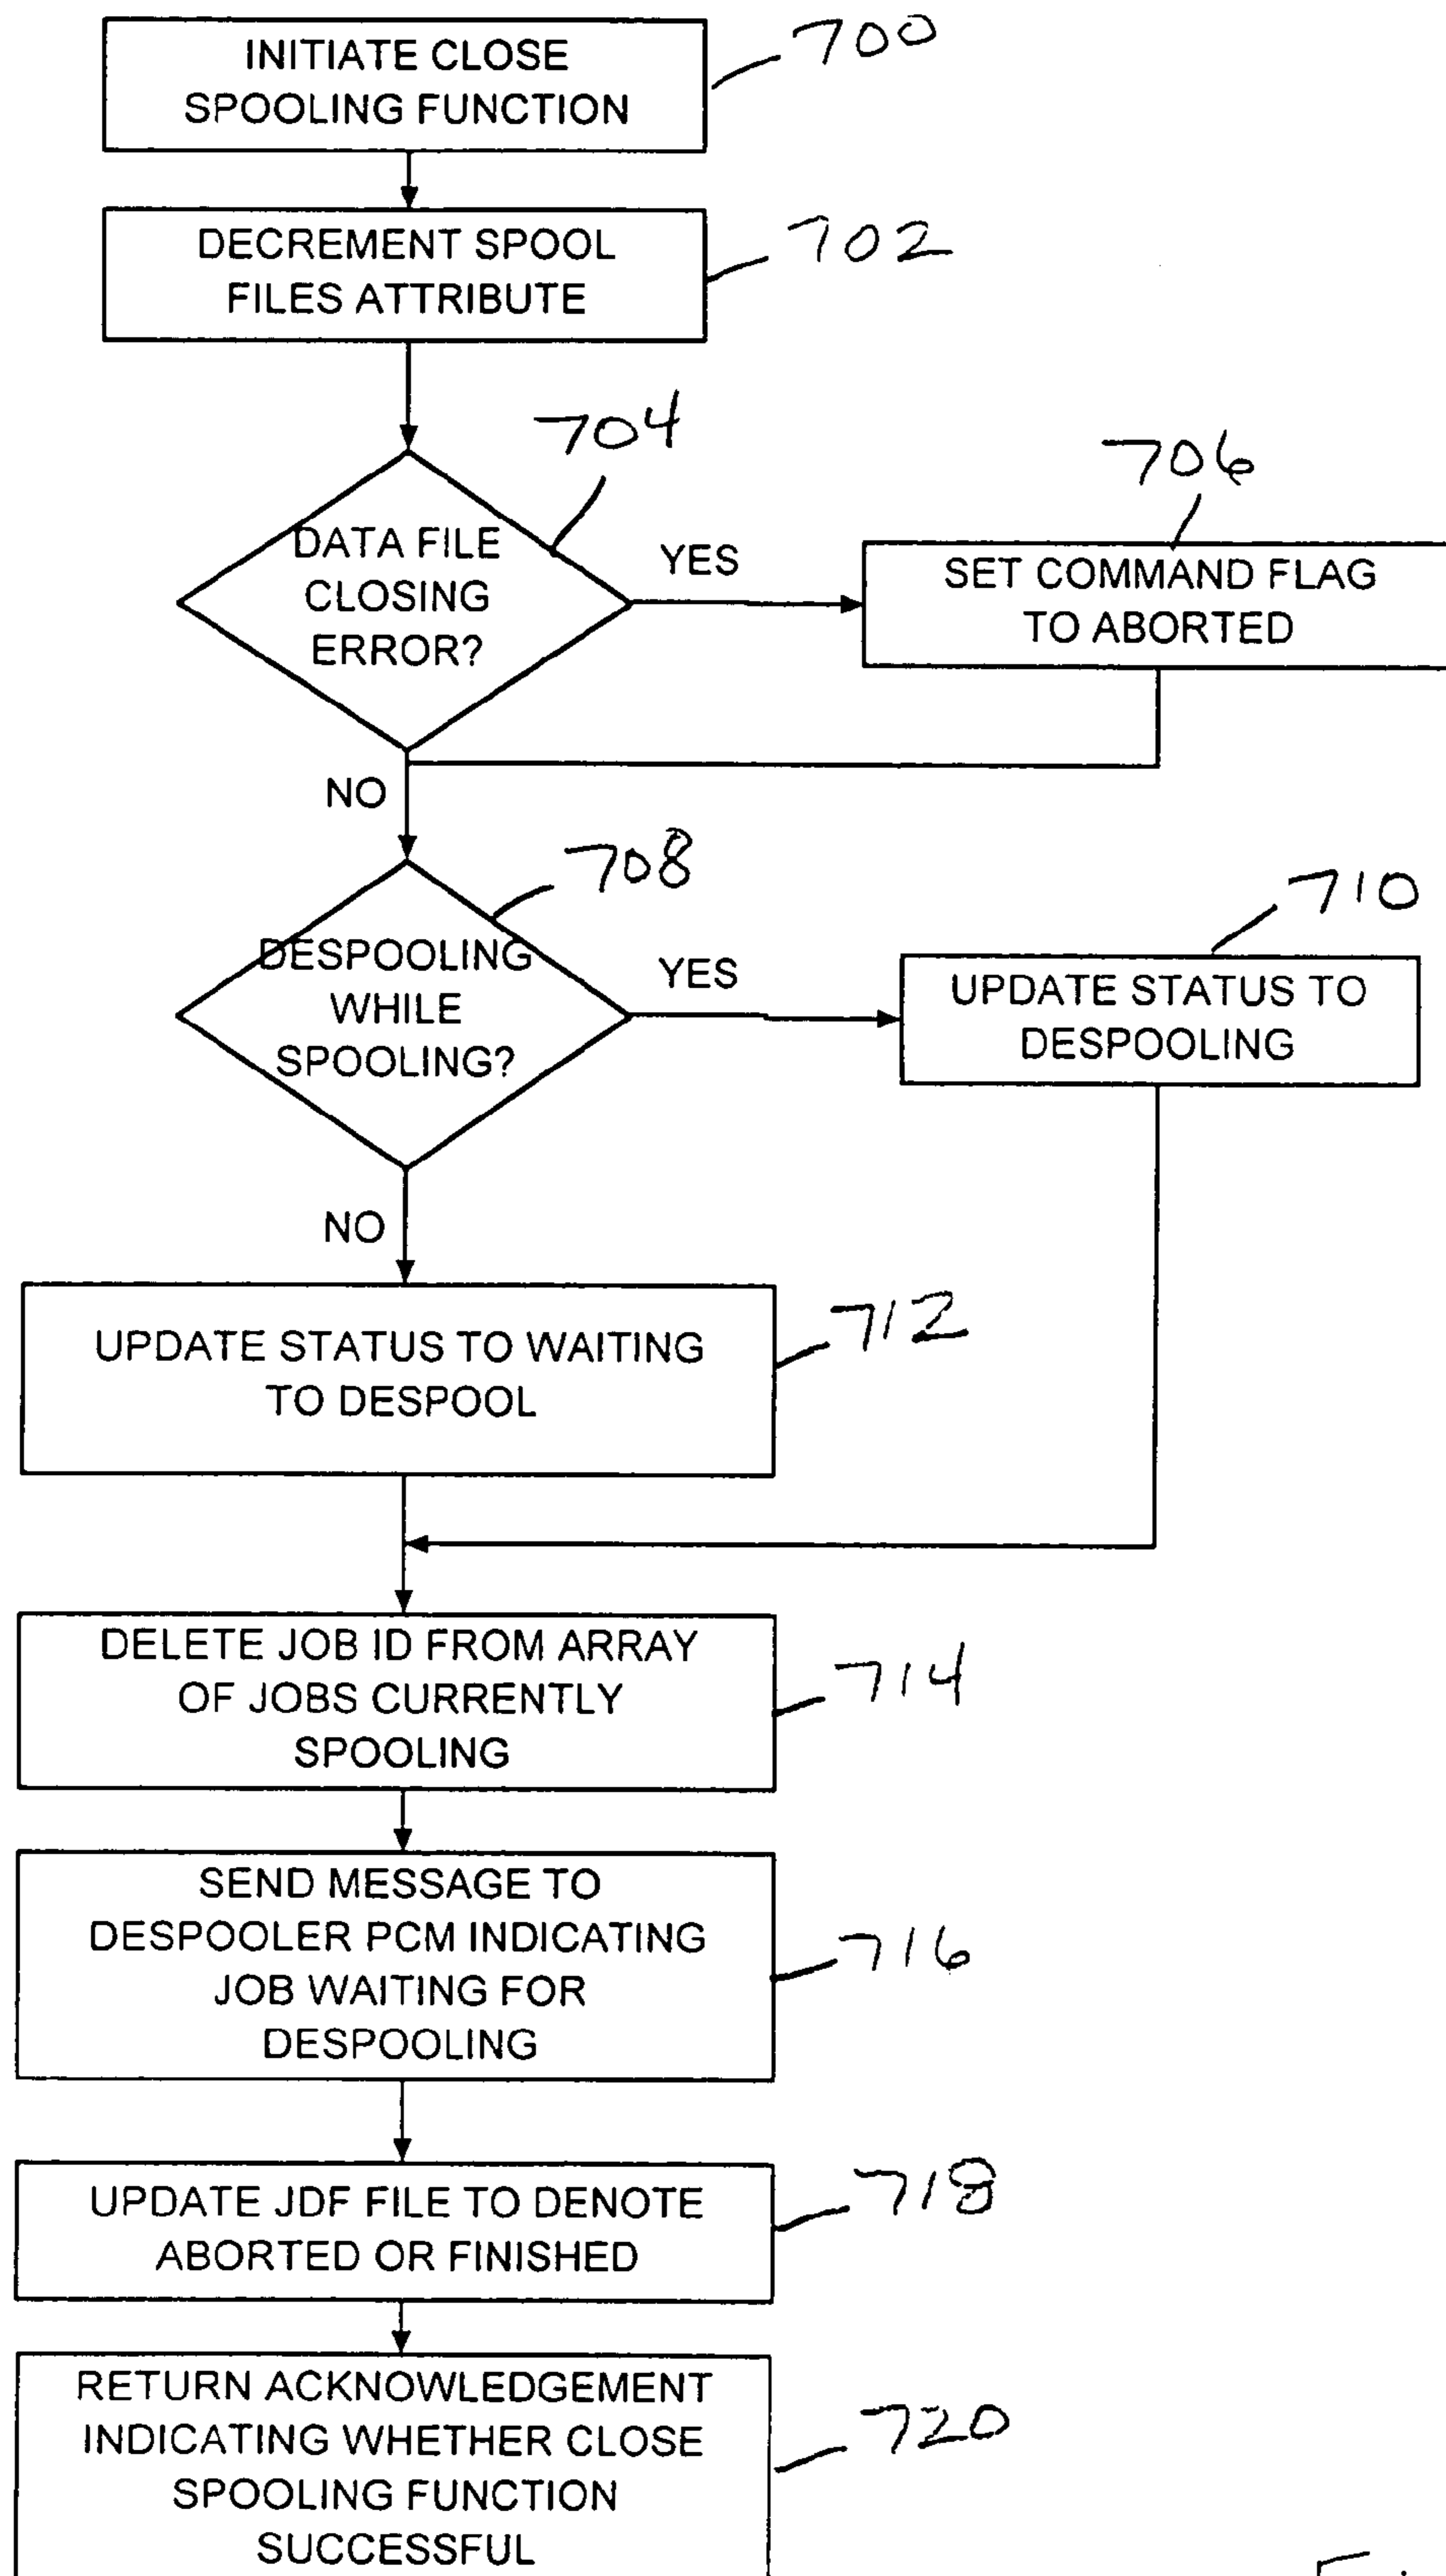 INITIATE CLOSE
SPOOLING FUNCTION
700
DECREMENT SPOOL
FILES ATTRIBUTE
702
704
DATA FILE
CLOSING
ERROR?
YES
706
SET COMMAND FLAG
TO ABORTED
NO
708
DESPOOLING
WHILE
SPOOLING?
YES
710
UPDATE STATUS TO
DESPOOLING
NO
UPDATE STATUS TO WAITING
TO DESPOOL
712
DELETE JOB ID FROM ARRAY
OF JOBS CURRENTLY
SPOOLING
714
SEND MESSAGE TO
DESPOOLER PCM INDICATING
JOB WAITING FOR
DESPOOLING
716
UPDATE JDF FILE TO DENOTE
ABORTED OR FINISHED
718
RETURN ACKNOWLEDGEMENT
INDICATING WHETHER CLOSE
SPOOLING FUNCTION
SUCCESSFUL
720